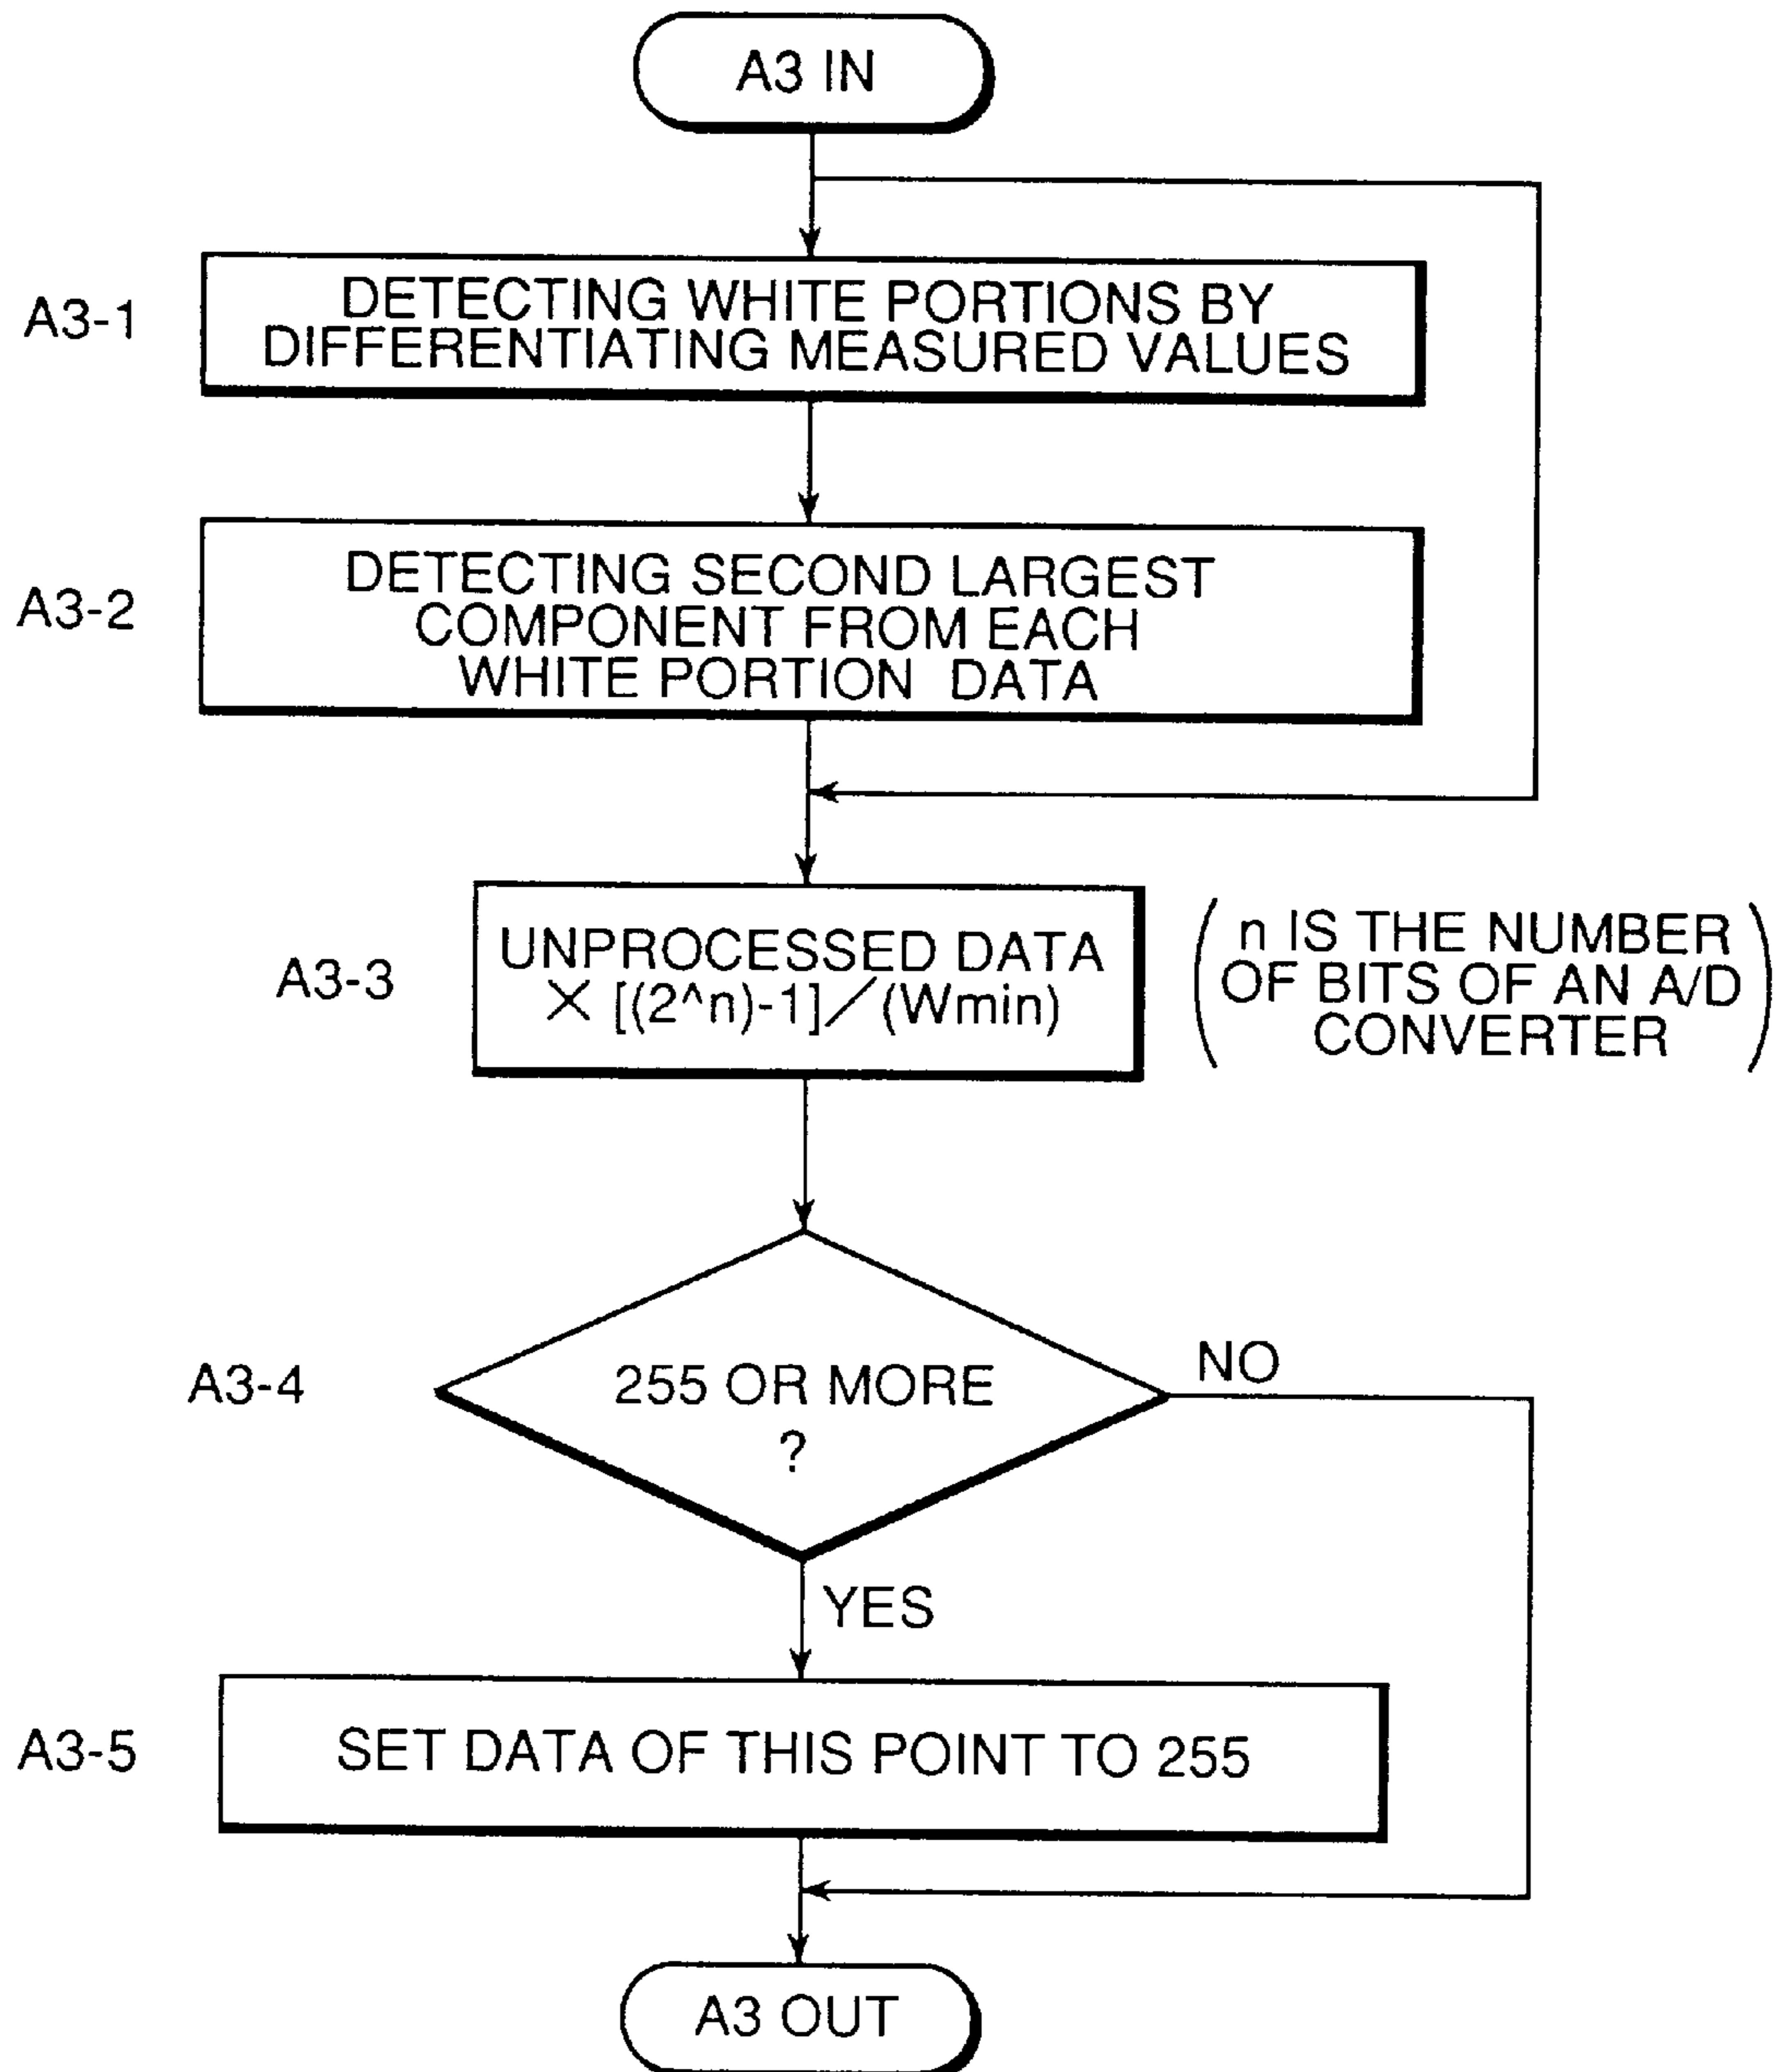 A3 IN
A3-1
DETECTING WHITE PORTIONS BY
DIFFERENTIATING MEASURED VALUES
A3-2
DETECTING SECOND LARGEST
COMPONENT FROM EACH
WHITE PORTION DATA
A3-3
UNPROCESSED DATA
× [(2^n)-1]/(Wmin)
( n IS THE NUMBER
OF BITS OF AN A/D
CONVERTER )
A3-4
255 OR MORE
?
NO
YES
A3-5
SET DATA OF THIS POINT TO 255
A3 OUT